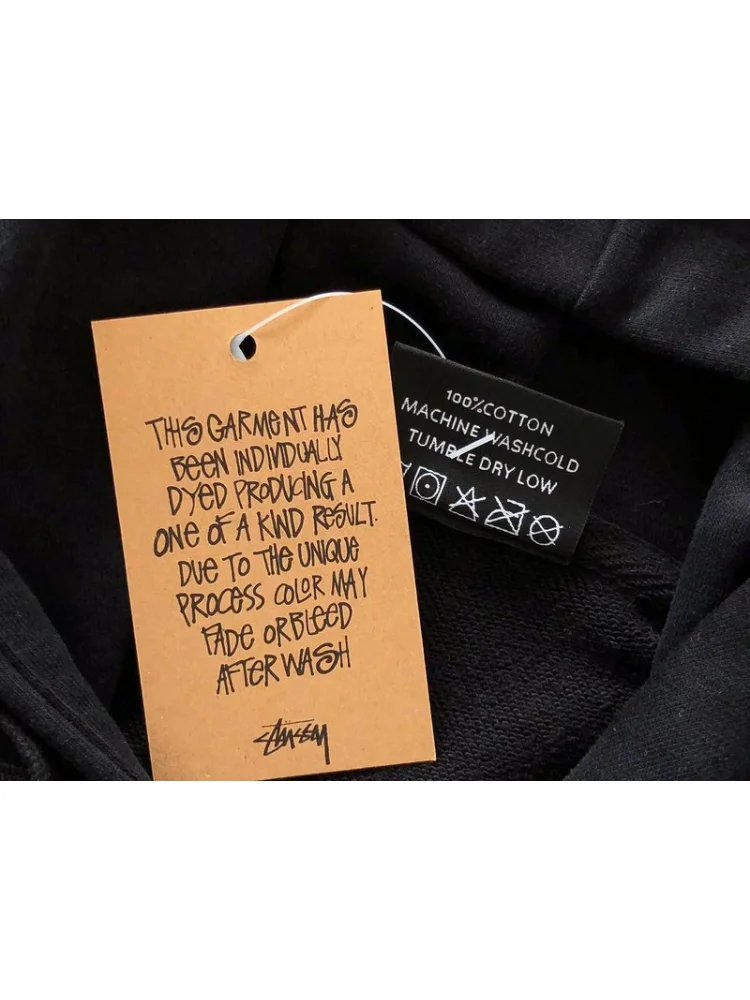 THIS GARMENT HAS
BEEN INDIVIDUALLY
DYED PRODUCING A
ONE OF A KIND RESULT.
DUE TO THE UNIQUE
PROCESS COLOR MAY
FADE OR BLEED
AFTER WASH
STÜSSY
100%COTTON
MACHINE WASHCOLD
TUMBLE DRY LOW